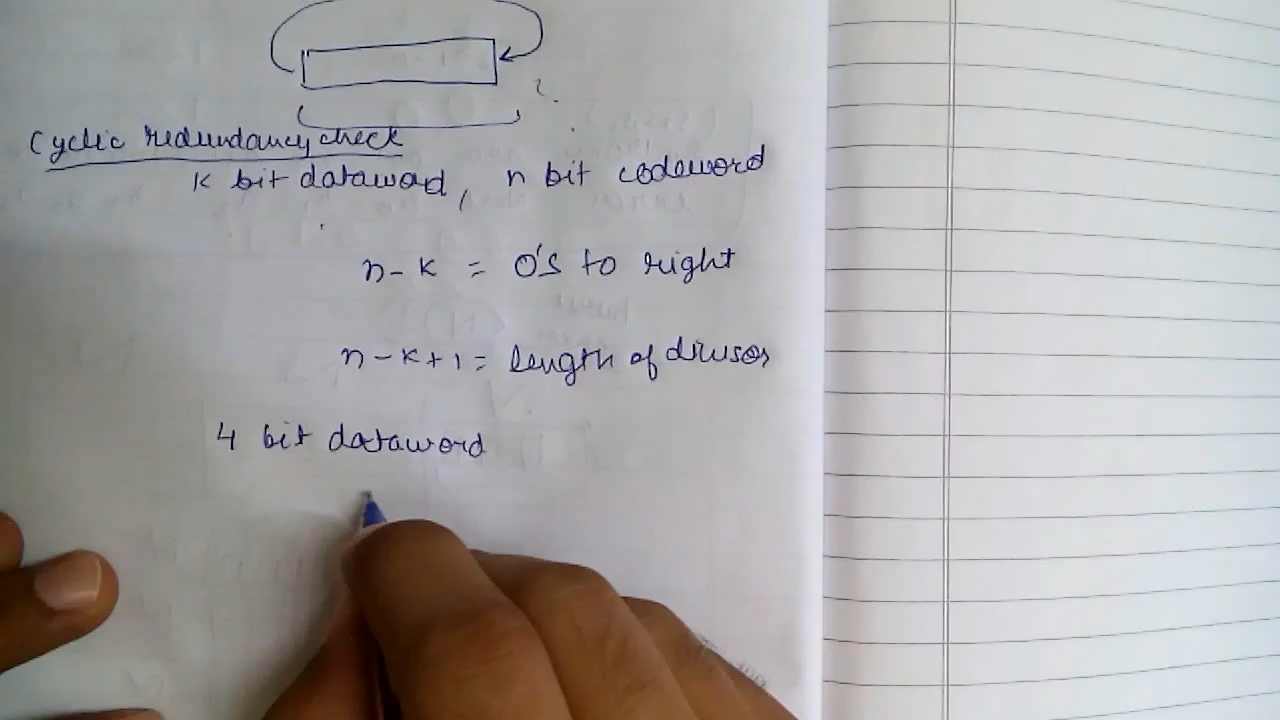 Cyclic redundancy check
K bit dataword, n bit codeword
n - K = 0's to right
n - K + 1 = length of divisor
4 bit dataword